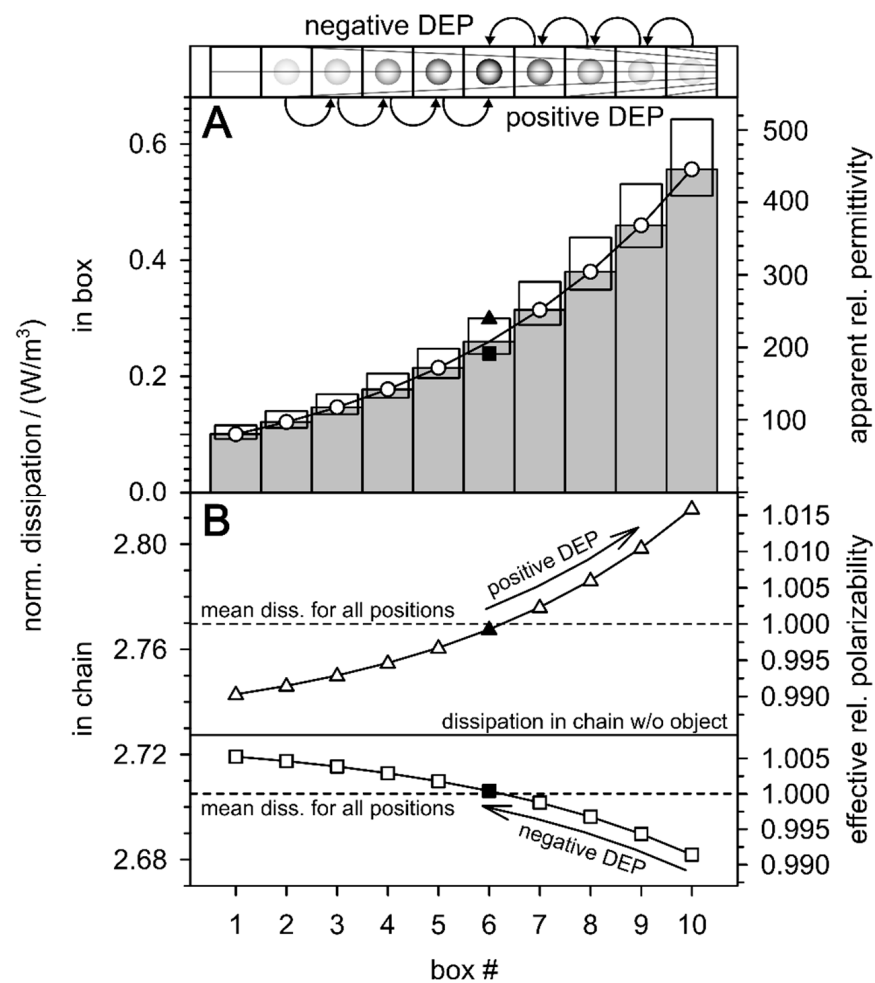 negative DEP
positive DEP
A
0.6
0.4
0.2
0.0
500
400
300
200
100
in box
apparent rel. permittivity
norm. dissipation / (W/m³)
B
2.80
2.76
2.72
2.68
positive DEP
mean diss. for all positions
dissipation in chain w/o object
mean diss. for all positions
negative DEP
1.015
1.010
1.005
1.000
0.995
0.990
1.005
1.000
0.995
0.990
in chain
effective rel. polarizability
1 2 3 4 5 6 7 8 9 10
box #